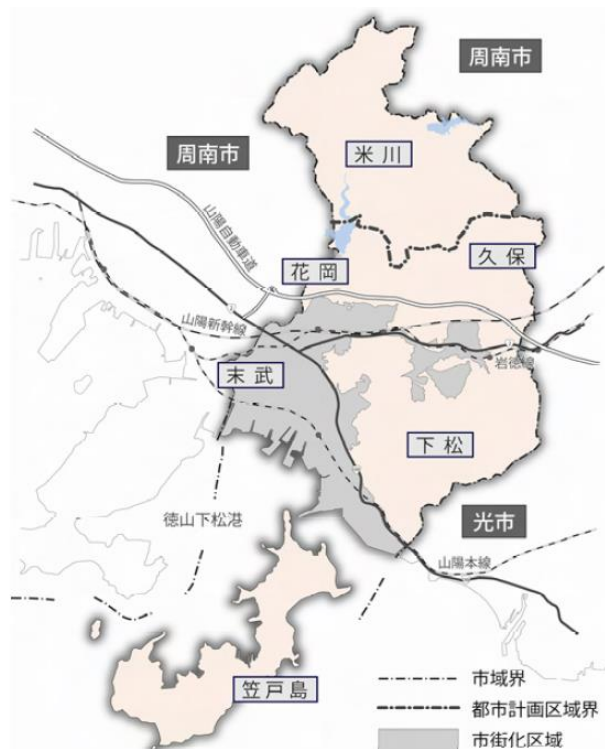 周南市
周南市
米川
山陽自動車道
久保
花岡
山陽新幹線
岩徳線
末武
下松
徳山下松港
光市
山陽本線
笠戸島
市域界
都市計画区域界
市街化区域